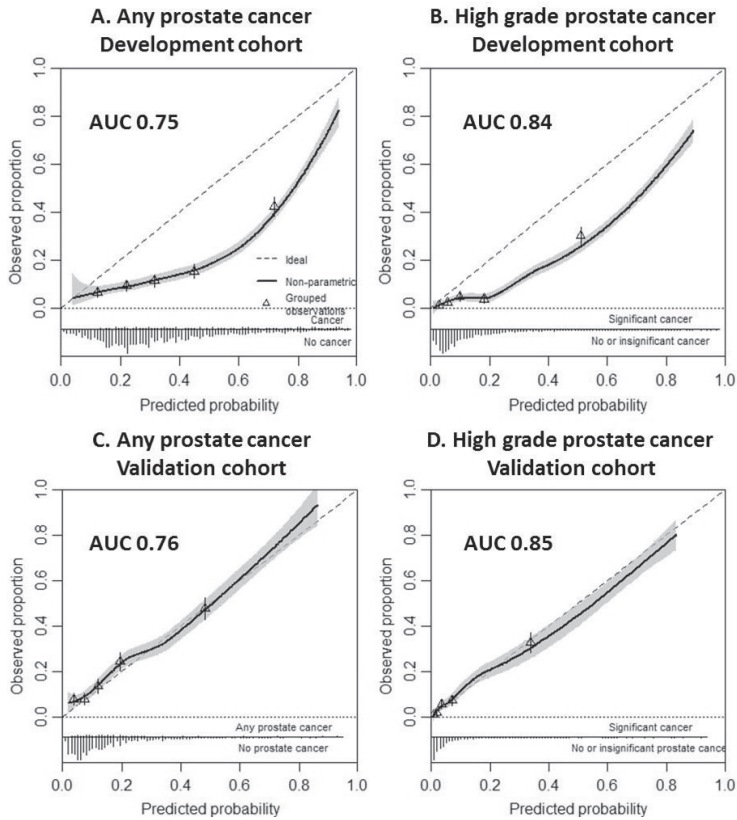 A. Any prostate cancer
Development cohort
AUC 0.75
Observed proportion
1.0
0.8
0.6
0.4
0.2
0.0
Ideal
Non-parametric
Grouped
observations
Cancer
No cancer
0.0 0.2 0.4 0.6 0.8 1.0
Predicted probability
B. High grade prostate cancer
Development cohort
AUC 0.84
Observed proportion
1.0
0.8
0.6
0.4
0.2
0.0
Significant cancer
No or insignificant cancer
0.0 0.2 0.4 0.6 0.8 1.0
Predicted probability
C. Any prostate cancer
Validation cohort
AUC 0.76
Observed proportion
1.0
0.8
0.6
0.4
0.2
0.0
Any prostate cancer
No prostate cancer
0.0 0.2 0.4 0.6 0.8 1.0
Predicted probability
D. High grade prostate cancer
Validation cohort
AUC 0.85
Observed proportion
1.0
0.8
0.6
0.4
0.2
0.0
Significant cancer
No or insignificant prostate cance
0.0 0.2 0.4 0.6 0.8 1.0
Predicted probability